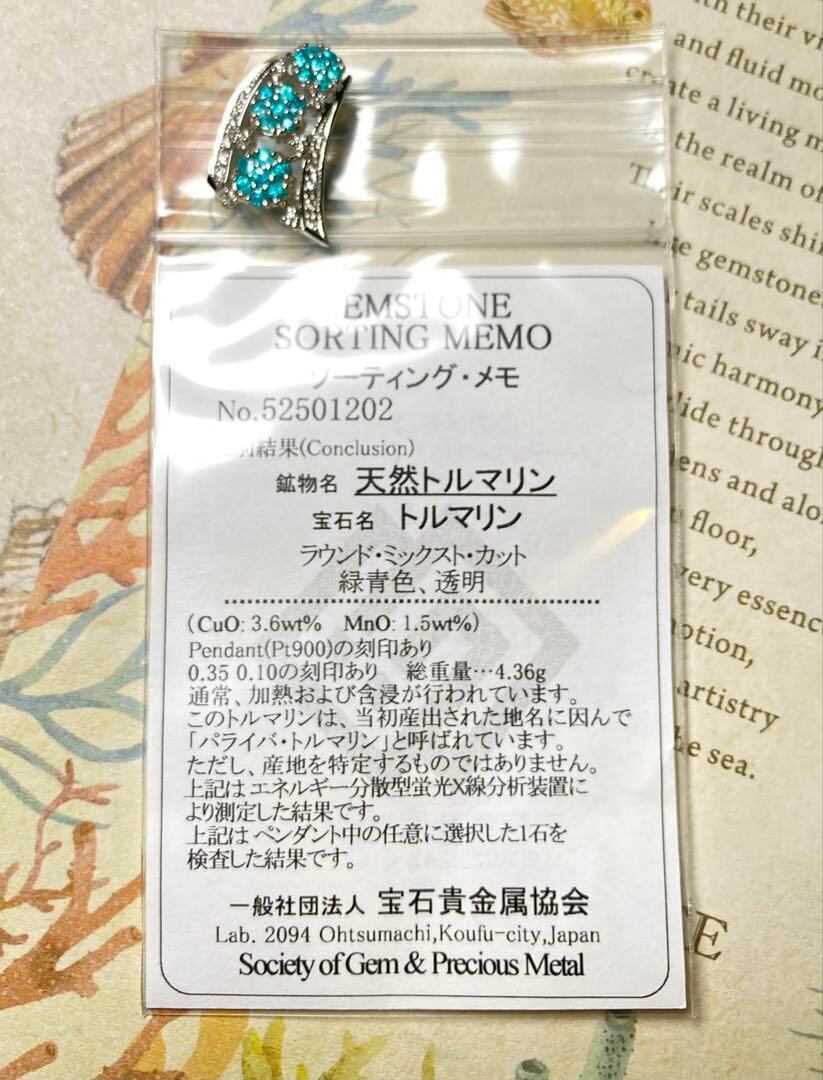 EMSTONE
SORTING MEMO
ソーティング・メモ
No.52501202
別結果(Conclusion)
鉱物名 天然トルマリン
宝石名 トルマリン
ラウンド・ミックスト・カット
緑青色、透明
(CuO: 3.6wt% MnO: 1.5wt%)
Pendant(Pt900)の刻印あり
0.35 0.10の刻印あり 総重量…4.36g
通常、加熱および含浸が行われています。
このトルマリンは、当初産出された地名に因んで
「パライバ・トルマリン」と呼ばれています。
ただし、産地を特定するものではありません。
上記はエネルギー分散型蛍光X線分析装置に
より測定した結果です。
上記はペンダント中の任意に選択した1石を
検査した結果です。
一般社団法人 宝石貴金属協会
Lab. 2094 Ohtsumachi,Koufu-city,Japan
Society of Gem & Precious Metal
with their vi
and fluid mo
create a living m
the realm of
Their scales shi
gemstone
tails sway i
ic harmony
lide through
ens and alo
floor,
very essenc
otion,
artistry
the sea.
E